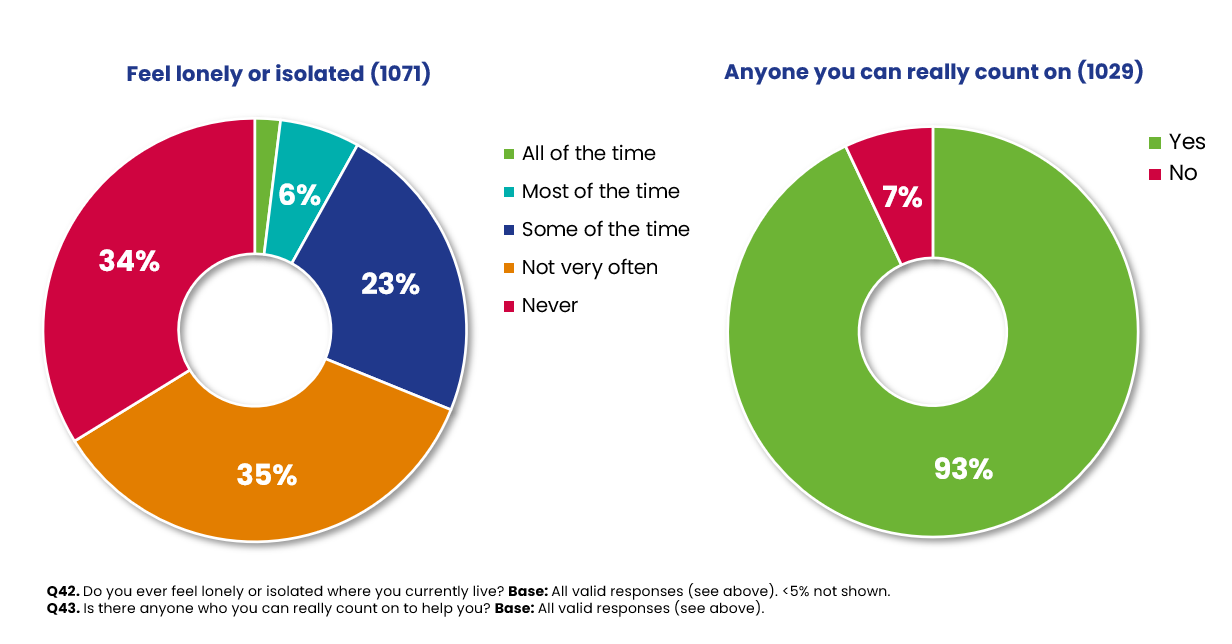 Feel lonely or isolated (1071)
6%
23%
35%
34%
All of the time
Most of the time
Some of the time
Not very often
Never
Anyone you can really count on (1029)
7%
93%
Yes
No
Q42. Do you ever feel lonely or isolated where you currently live? Base: All valid responses (see above). <5% not shown.
Q43. Is there anyone who you can really count on to help you? Base: All valid responses (see above).